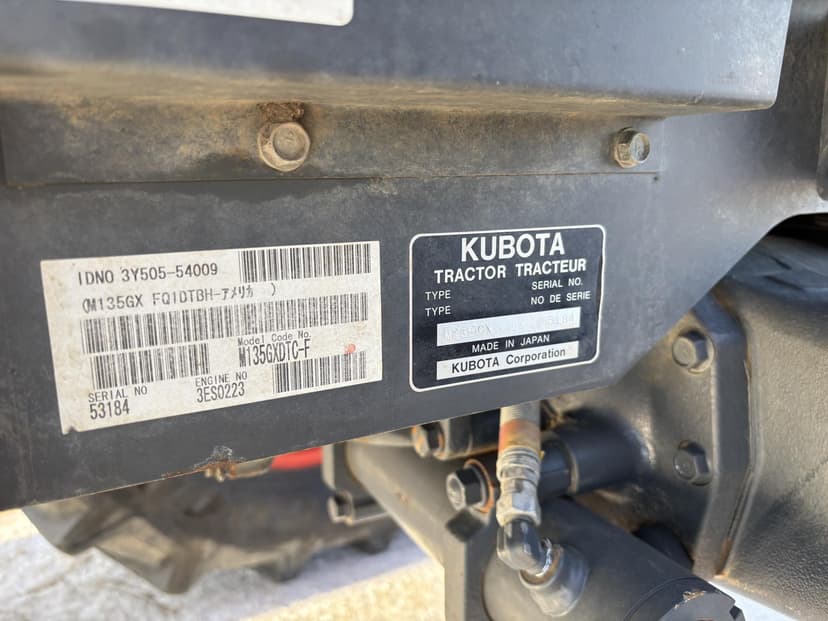 IDNO 3Y505-54009
(M135GX FQ1DTBH-アメリカ )
Model Code No.
M135GXDTC-F
SERIAL NO
53184
ENGINE NO
3ES0223
KUBOTA
TRACTOR TRACTEUR
TYPE
SERIAL NO.
TYPE
NO DE SERIE
MADE IN JAPAN
KUBOTA Corporation